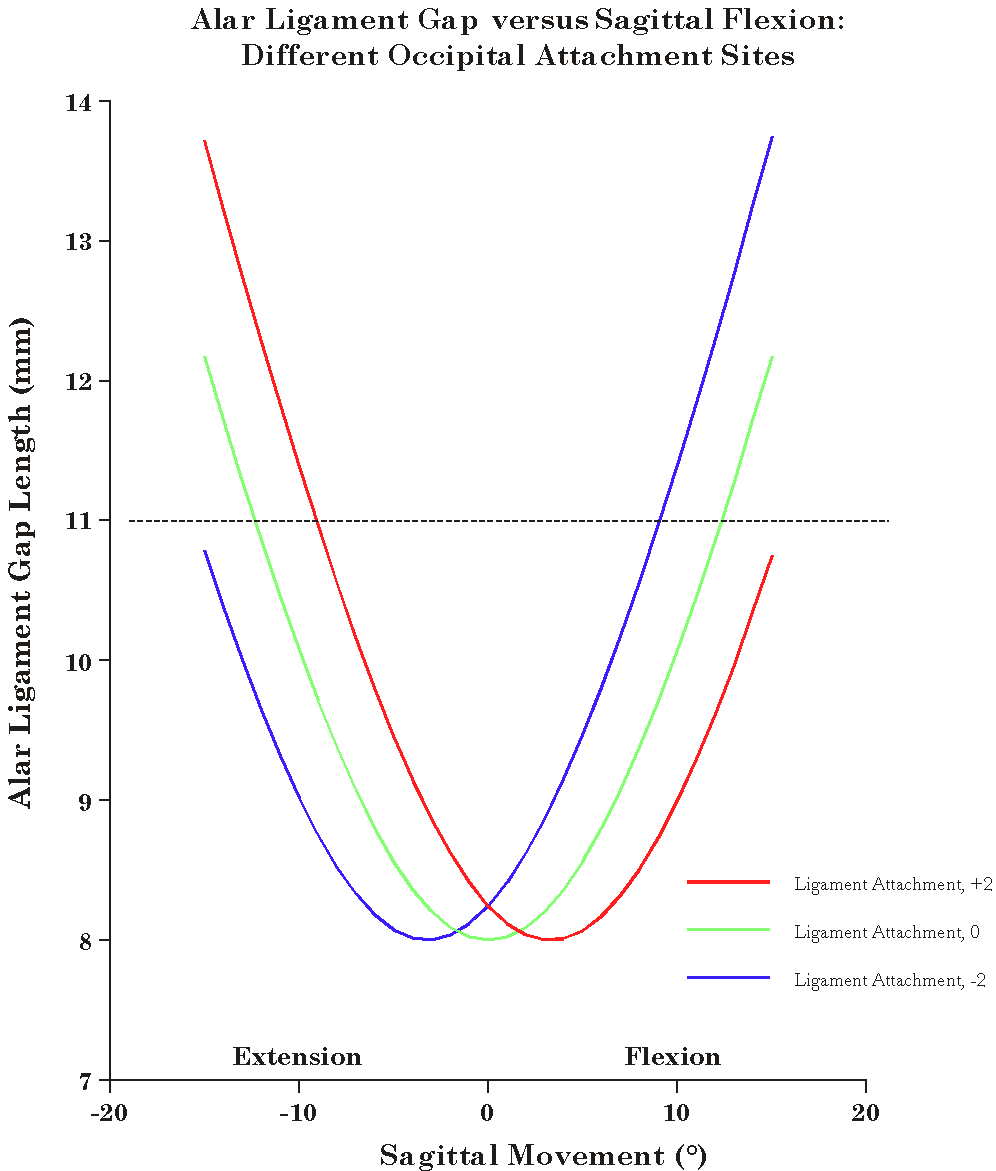 Alar Ligament Gap versus Sagittal Flexion:
Different Occipital Attachment Sites
Alar Ligament Gap Length (mm)
14
13
12
11
10
9
8
7
Ligament Attachment, +2
Ligament Attachment, 0
Ligament Attachment, -2
Extension
Flexion
-20
-10
0
10
20
Sagittal Movement (°)